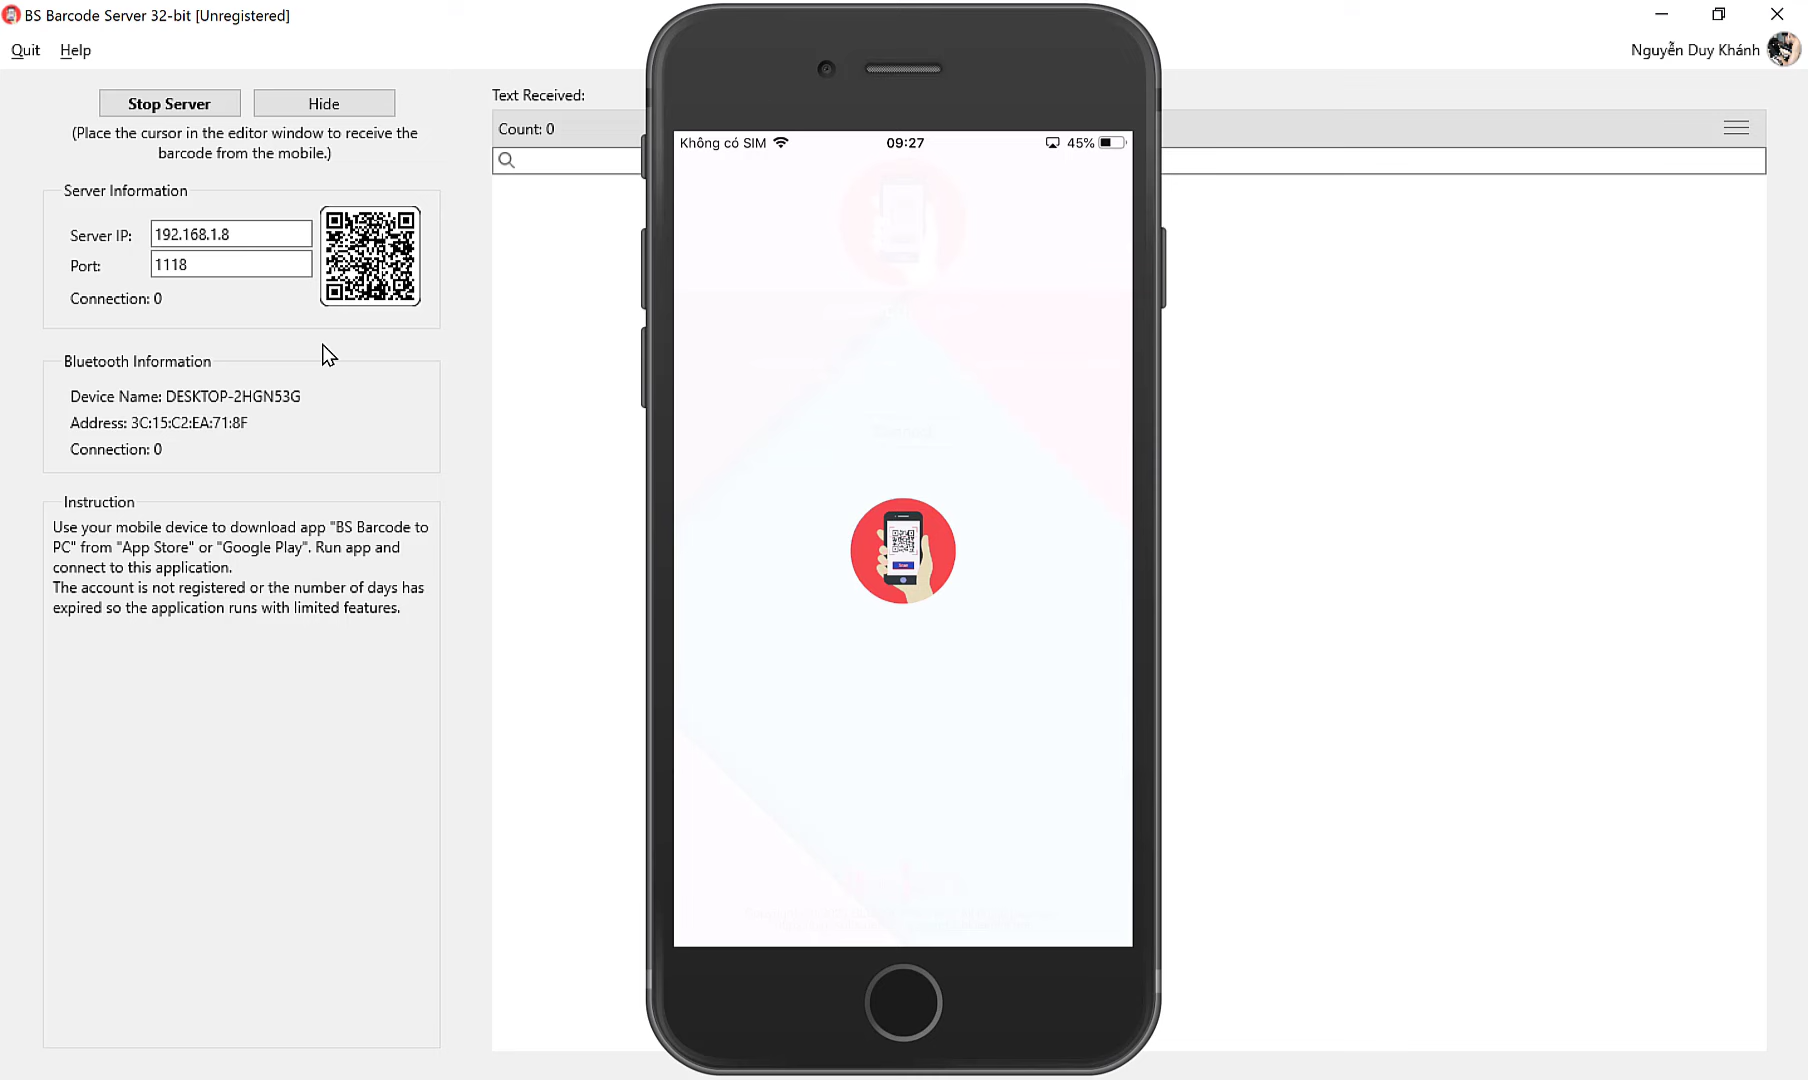 BS Barcode Server 32-bit [Unregistered]
Quit Help
Nguyễn Duy Khánh
Stop Server
Hide
(Place the cursor in the editor window to receive the
barcode from the mobile.)
Server Information
Server IP: 192.168.1.8
Port: 1118
Connection: 0
Bluetooth Information
Device Name: DESKTOP-2HGN53G
Address: 3C:15:C2:EA:71:8F
Connection: 0
Instruction
Use your mobile device to download app "BS Barcode to
PC" from "App Store" or "Google Play". Run app and
connect to this application.
The account is not registered or the number of days has
expired so the application runs with limited features.
Text Received:
Count: 0
Không có SIM 09:27 45%
Scan